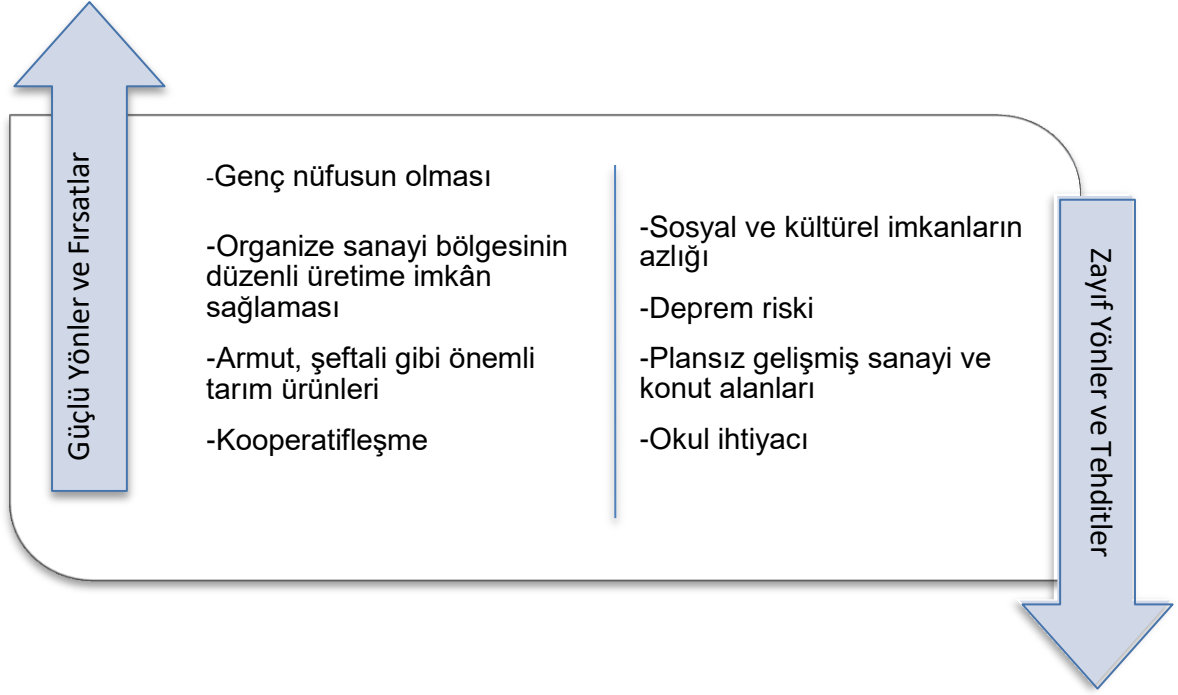 Güçlü Yönler ve Fırsatlar
-Genç nüfusun olması
-Organize sanayi bölgesinin
düzenli üretime imkân
sağlaması
-Armut, şeftali gibi önemli
tarım ürünleri
-Kooperatifleşme
-Sosyal ve kültürel imkanların
azlığı
-Deprem riski
-Plansız gelişmiş sanayi ve
konut alanları
-Okul ihtiyacı
Zayıf Yönler ve Tehditler